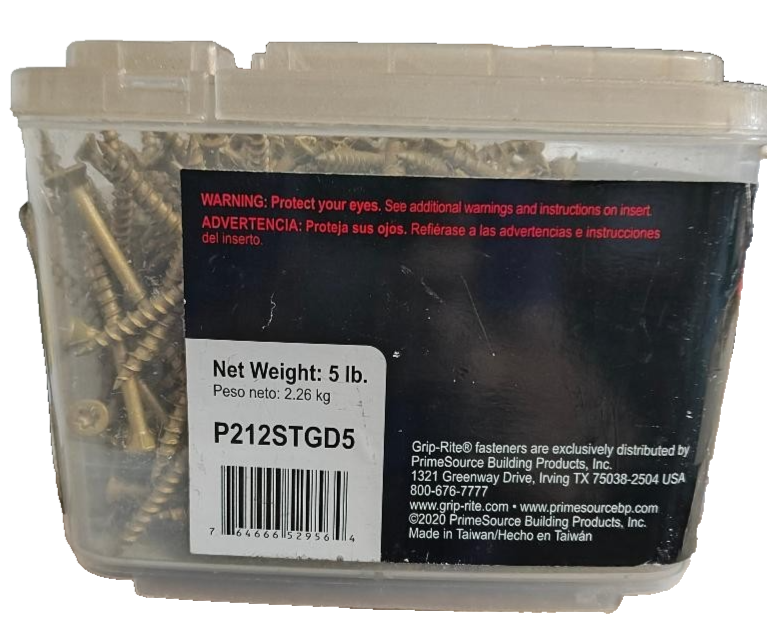 WARNING: Protect your eyes. See additional warnings and instructions on insert.
ADVERTENCIA: Proteja sus ojos. Refiérase a las advertencias e instrucciones
del inserto.
Net Weight: 5 lb.
Peso neto: 2.26 kg
P212STGD5
7 64666 52956 4
Grip-Rite® fasteners are exclusively distributed by
PrimeSource Building Products, Inc.
1321 Greenway Drive, Irving TX 75038-2504 USA
800-676-7777
www.grip-rite.com • www.primesourcebp.com
©2020 PrimeSource Building Products, Inc.
Made in Taiwan/Hecho en Taiwán